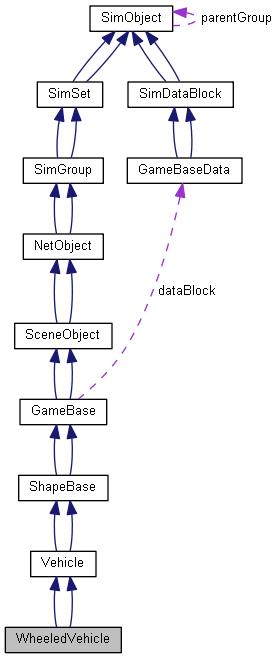 SimObject
parentGroup
SimSet
SimDataBlock
SimGroup
GameBaseData
NetObject
dataBlock
SceneObject
GameBase
ShapeBase
Vehicle
WheeledVehicle